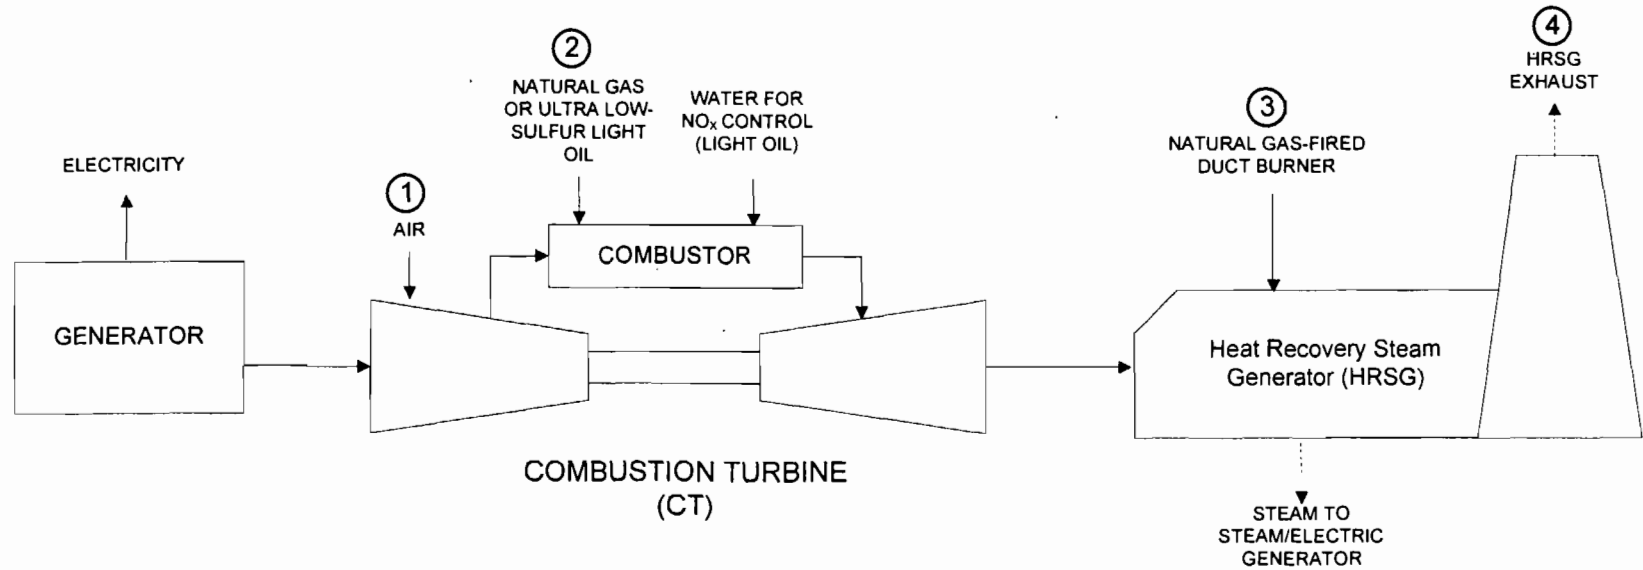 ELECTRICITY
GENERATOR
1
AIR
2
NATURAL GAS
OR ULTRA LOW-
SULFUR LIGHT
OIL
WATER FOR
NOx CONTROL
(LIGHT OIL)
COMBUSTOR
COMBUSTION TURBINE
(CT)
3
NATURAL GAS-FIRED
DUCT BURNER
Heat Recovery Steam
Generator (HRSG)
4
HRSG
EXHAUST
STEAM TO
STEAM/ELECTRIC
GENERATOR